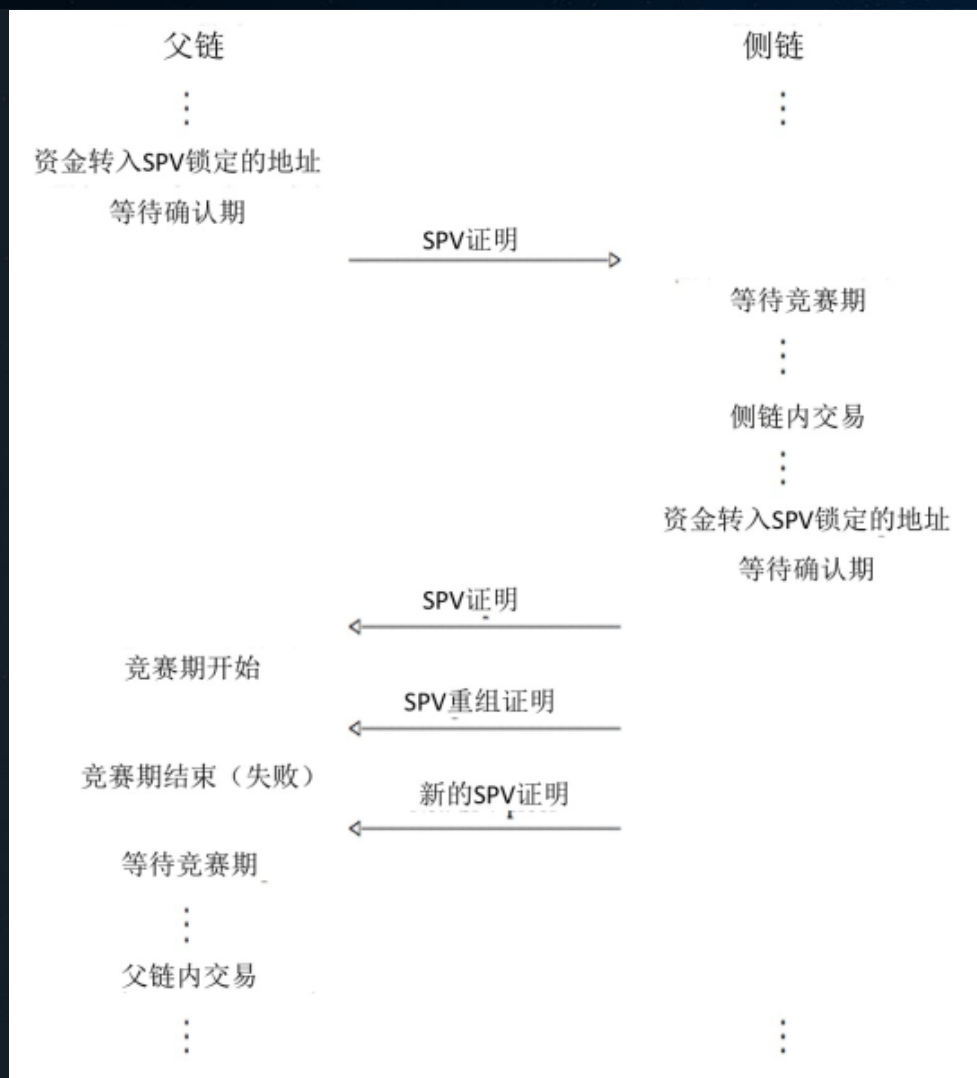 父链
侧链
资金转入SPV锁定的地址
等待确认期
SPV证明
等待竞赛期
侧链内交易
资金转入SPV锁定的地址
等待确认期
SPV证明
竞赛期开始
SPV重组证明
竞赛期结束（失败）
新的SPV证明
等待竞赛期
父链内交易